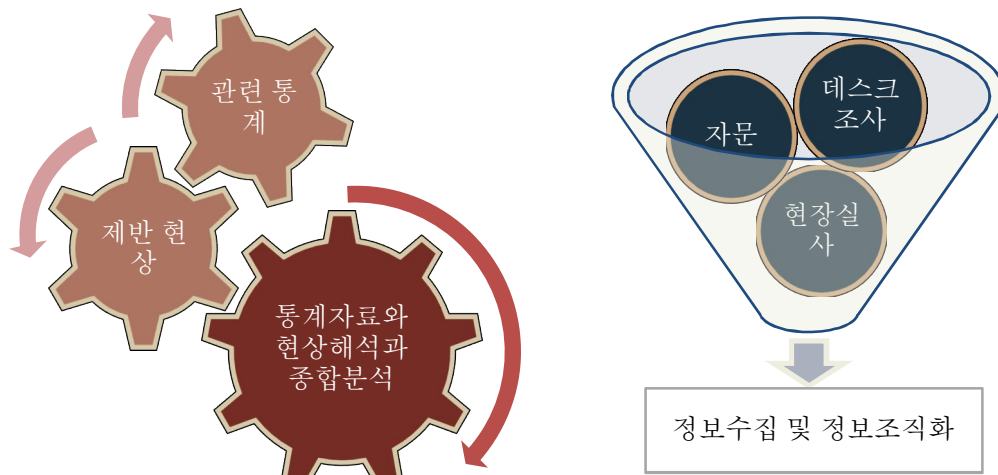 관련 통
계
제반 현
상
통계자료와
현상해석과
종합분석
데스크
조사
자문
현장실
사
정보수집 및 정보조직화